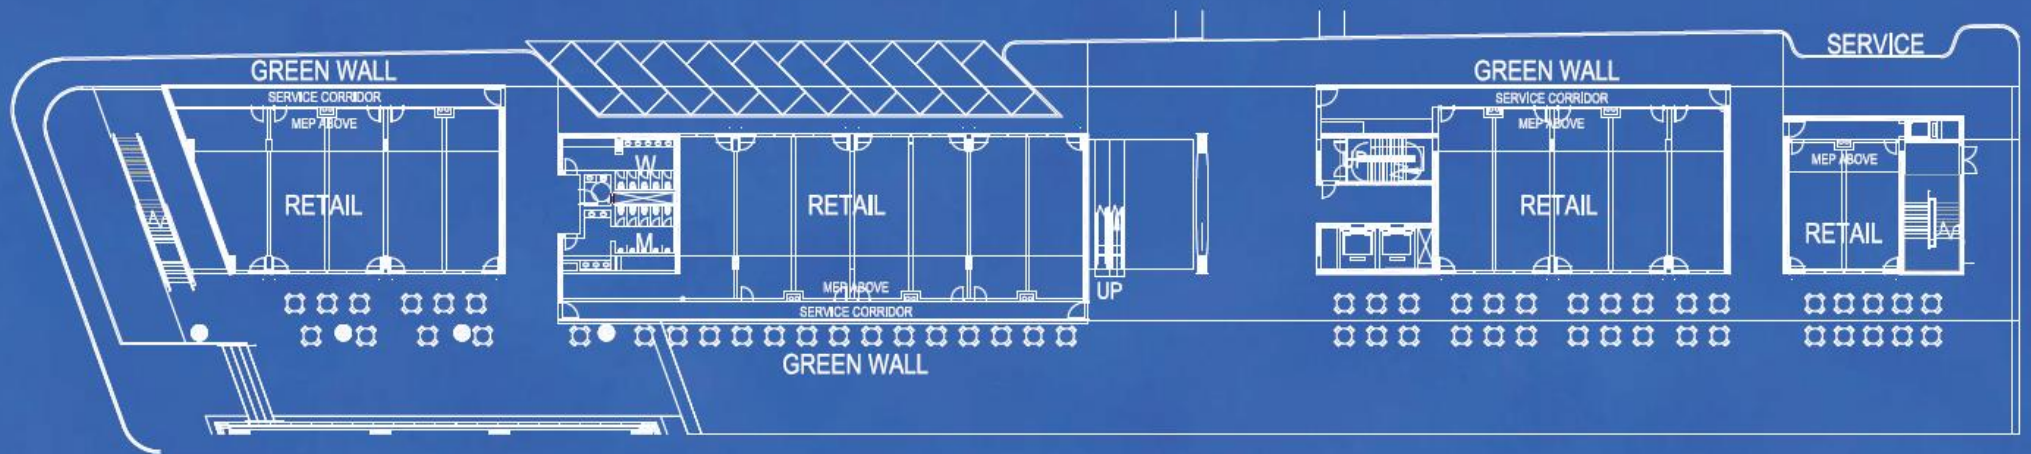 SERVICE
GREEN WALL
SERVICE CORRIDOR
MEP ABOVE
RETAIL
W
M
RETAIL
MEP ABOVE
SERVICE CORRIDOR
GREEN WALL
UP
GREEN WALL
SERVICE CORRIDOR
MEP ABOVE
RETAIL
MEP ABOVE
RETAIL